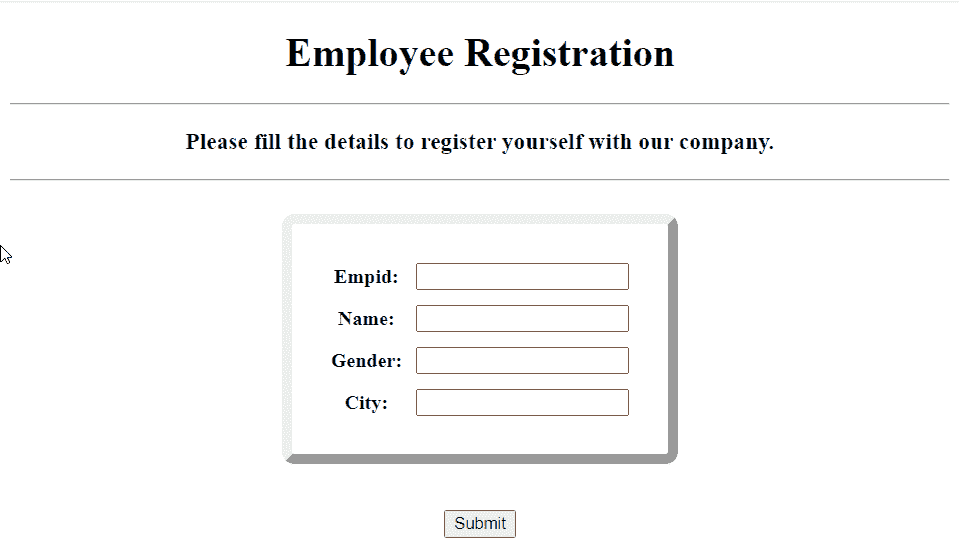 Employee Registration
Please fill the details to register yourself with our company.
Empid:
Name:
Gender:
City:
Submit